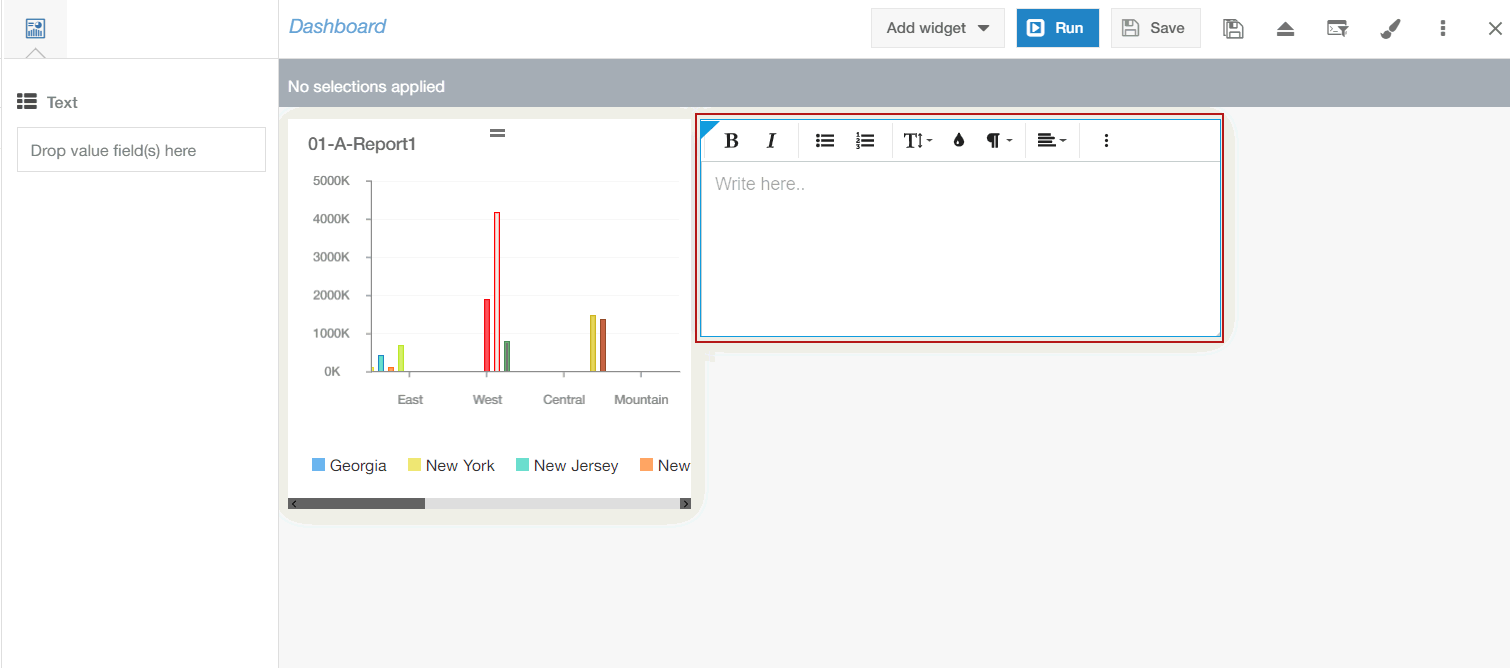 Dashboard
Add widget
Run
Save
Text
Drop value field(s) here
No selections applied
01-A-Report1
5000K
4000K
3000K
2000K
1000K
0K
East West Central Mountain
Georgia New York New Jersey New
B I
Write here..